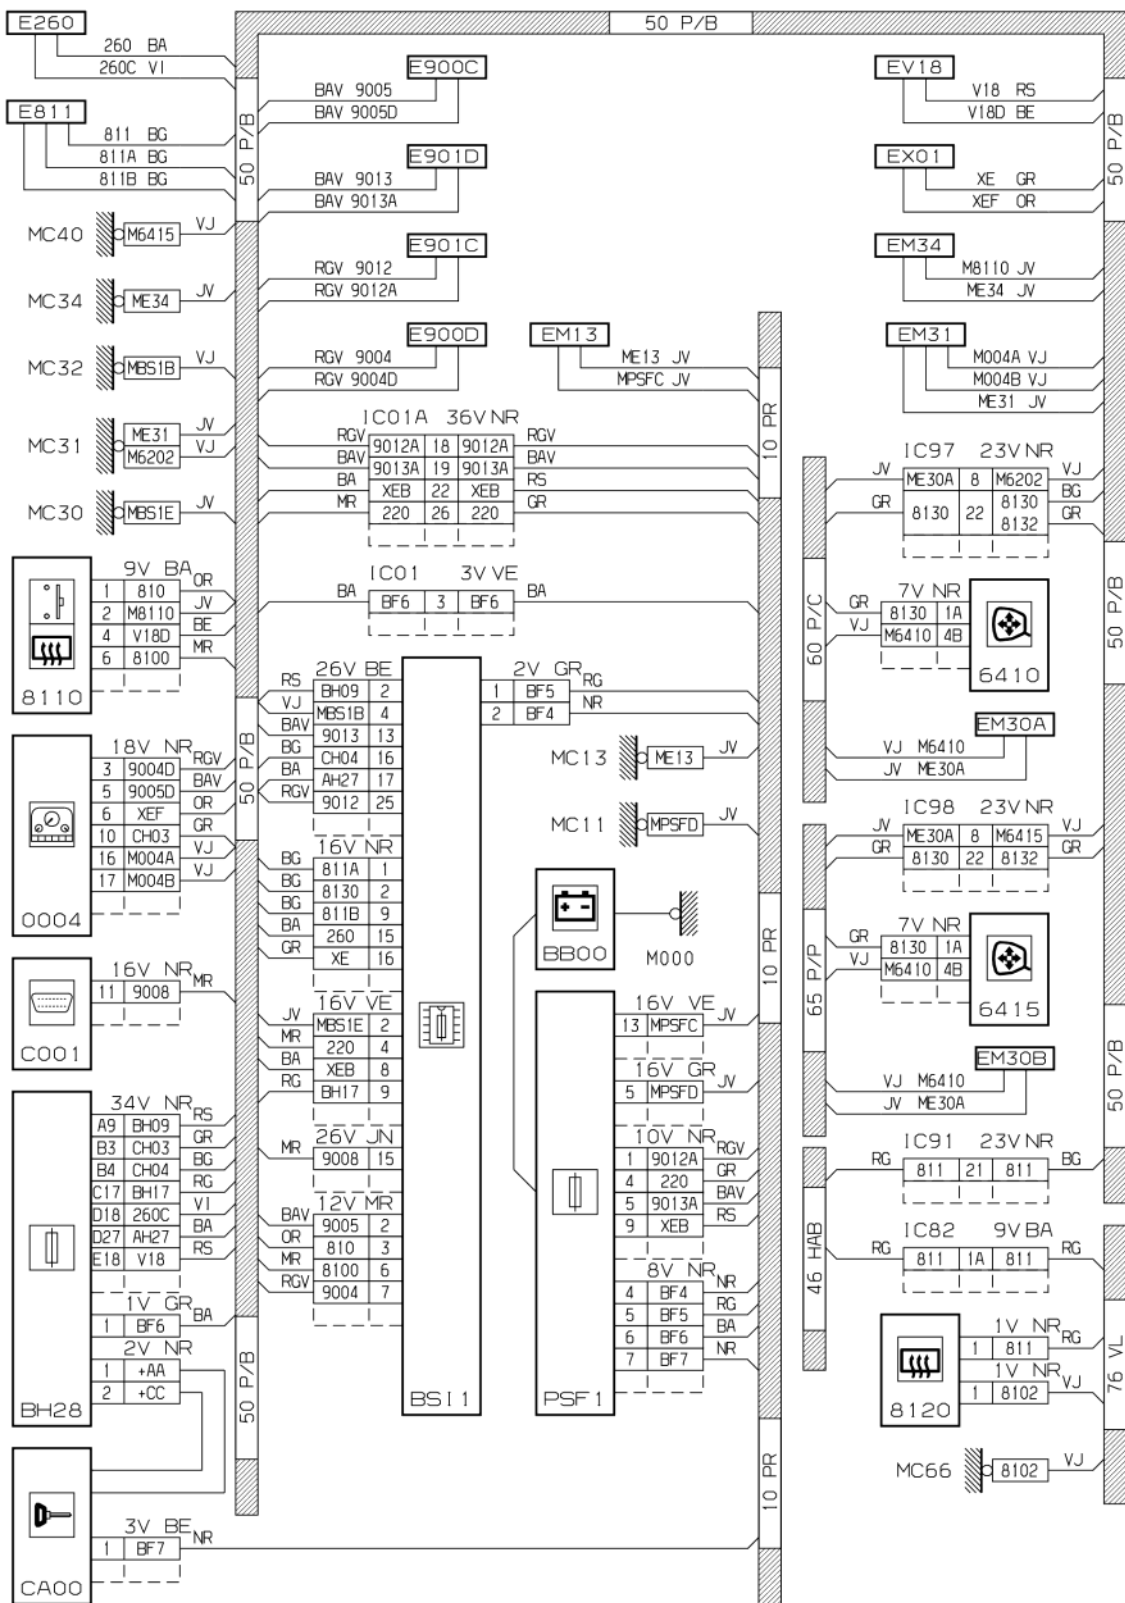 50 P/B
E260
260 BA
260C VI
E811
811 BG
811A BG
811B BG
50 P/B
MC40 M6415 VJ
MC34 ME34 JV
MC32 MBS1B VJ
MC31 ME31 JV
M6202 VJ
MC30 MBS1E JV
9V BA
1 810 OR
2 M8110 JV
4 V18D BE
6 8100 MR
8110
18V NR
3 9004D RGV
5 9005D BAV
6 XEF OR
10 CH03 GR
16 M004A VJ
17 M004B VJ
0004
50 P/B
16V NR
11 9008 MR
C001
34V NR
A9 BH09 RS
B3 CH03 GR
B4 CH04 BG
C17 BH17 RG
D18 260C VI
D27 AH27 BA
E18 V18 RS
1V GR
1 BF6 BA
2V NR
1 +AA
2 +CC
BH28
50 P/B
CA00
3V BE
1 BF7 NR
E900C
BAV 9005
BAV 9005D
E901D
BAV 9013
BAV 9013A
E901C
RGV 9012
RGV 9012A
E900D
RGV 9004
RGV 9004D
EM13
ME13 JV
MPSFC JV
10 PR
IC01A 36V NR
RGV 9012A 18 9012A RGV
BAV 9013A 19 9013A BAV
BA XEB 22 XEB RS
MR 220 26 220 GR
IC01 3V VE
BA BF6 3 BF6 BA
26V BE
RS BH09 2
VJ MBS1B 4
BAV 9013 13
BG CH04 16
BA AH27 17
RGV 9012 25
16V NR
BG 811A 1
BG 8130 2
BG 811B 9
BA 260 15
GR XE 16
16V VE
JV MBS1E 2
MR 220 4
BA XEB 8
RG BH17 9
26V JN
MR 9008 15
12V MR
BAV 9005 2
OR 810 3
MR 8100 6
RGV 9004 7
BSI1
2V GR
1 BF5 RG
2 BF4 NR
MC13 ME13 JV
MC11 MPSFD JV
BB00
M000
10 PR
16V VE
13 MPSFC JV
16V GR
5 MPSFD JV
10V NR
1 9012A RGV
4 220 GR
5 9013A BAV
9 XEB RS
8V NR
4 BF4 NR
5 BF5 RG
6 BF6 BA
7 BF7 NR
PSF1
10 PR
EV18
V18 RS
V18D BE
50 P/B
EX01
XE GR
XEF OR
EM34
M8110 JV
ME34 JV
EM31
M004A VJ
M004B VJ
ME31 JV
IC97 23V NR
JV ME30A 8 M6202 VJ
GR 8130 22 8130 BG
8132 GR
60 P/C
50 P/B
7V NR
GR 8130 1A
VJ M6410 4B
6410
EM30A
VJ M6410
JV ME30A
IC98 23V NR
JV ME30A 8 M6415 VJ
GR 8130 22 8132 GR
65 P/P
7V NR
GR 8130 1A
VJ M6410 4B
6415
EM30B
VJ M6410
JV ME30A
50 P/B
IC91 23V NR
RG 811 21 811 BG
46 HAB
IC82 9V BA
RG 811 1A 811 RG
1V NR
1 811 RG
1V NR
1 8102 VJ
8120
76 VL
MC66 8102 VJ